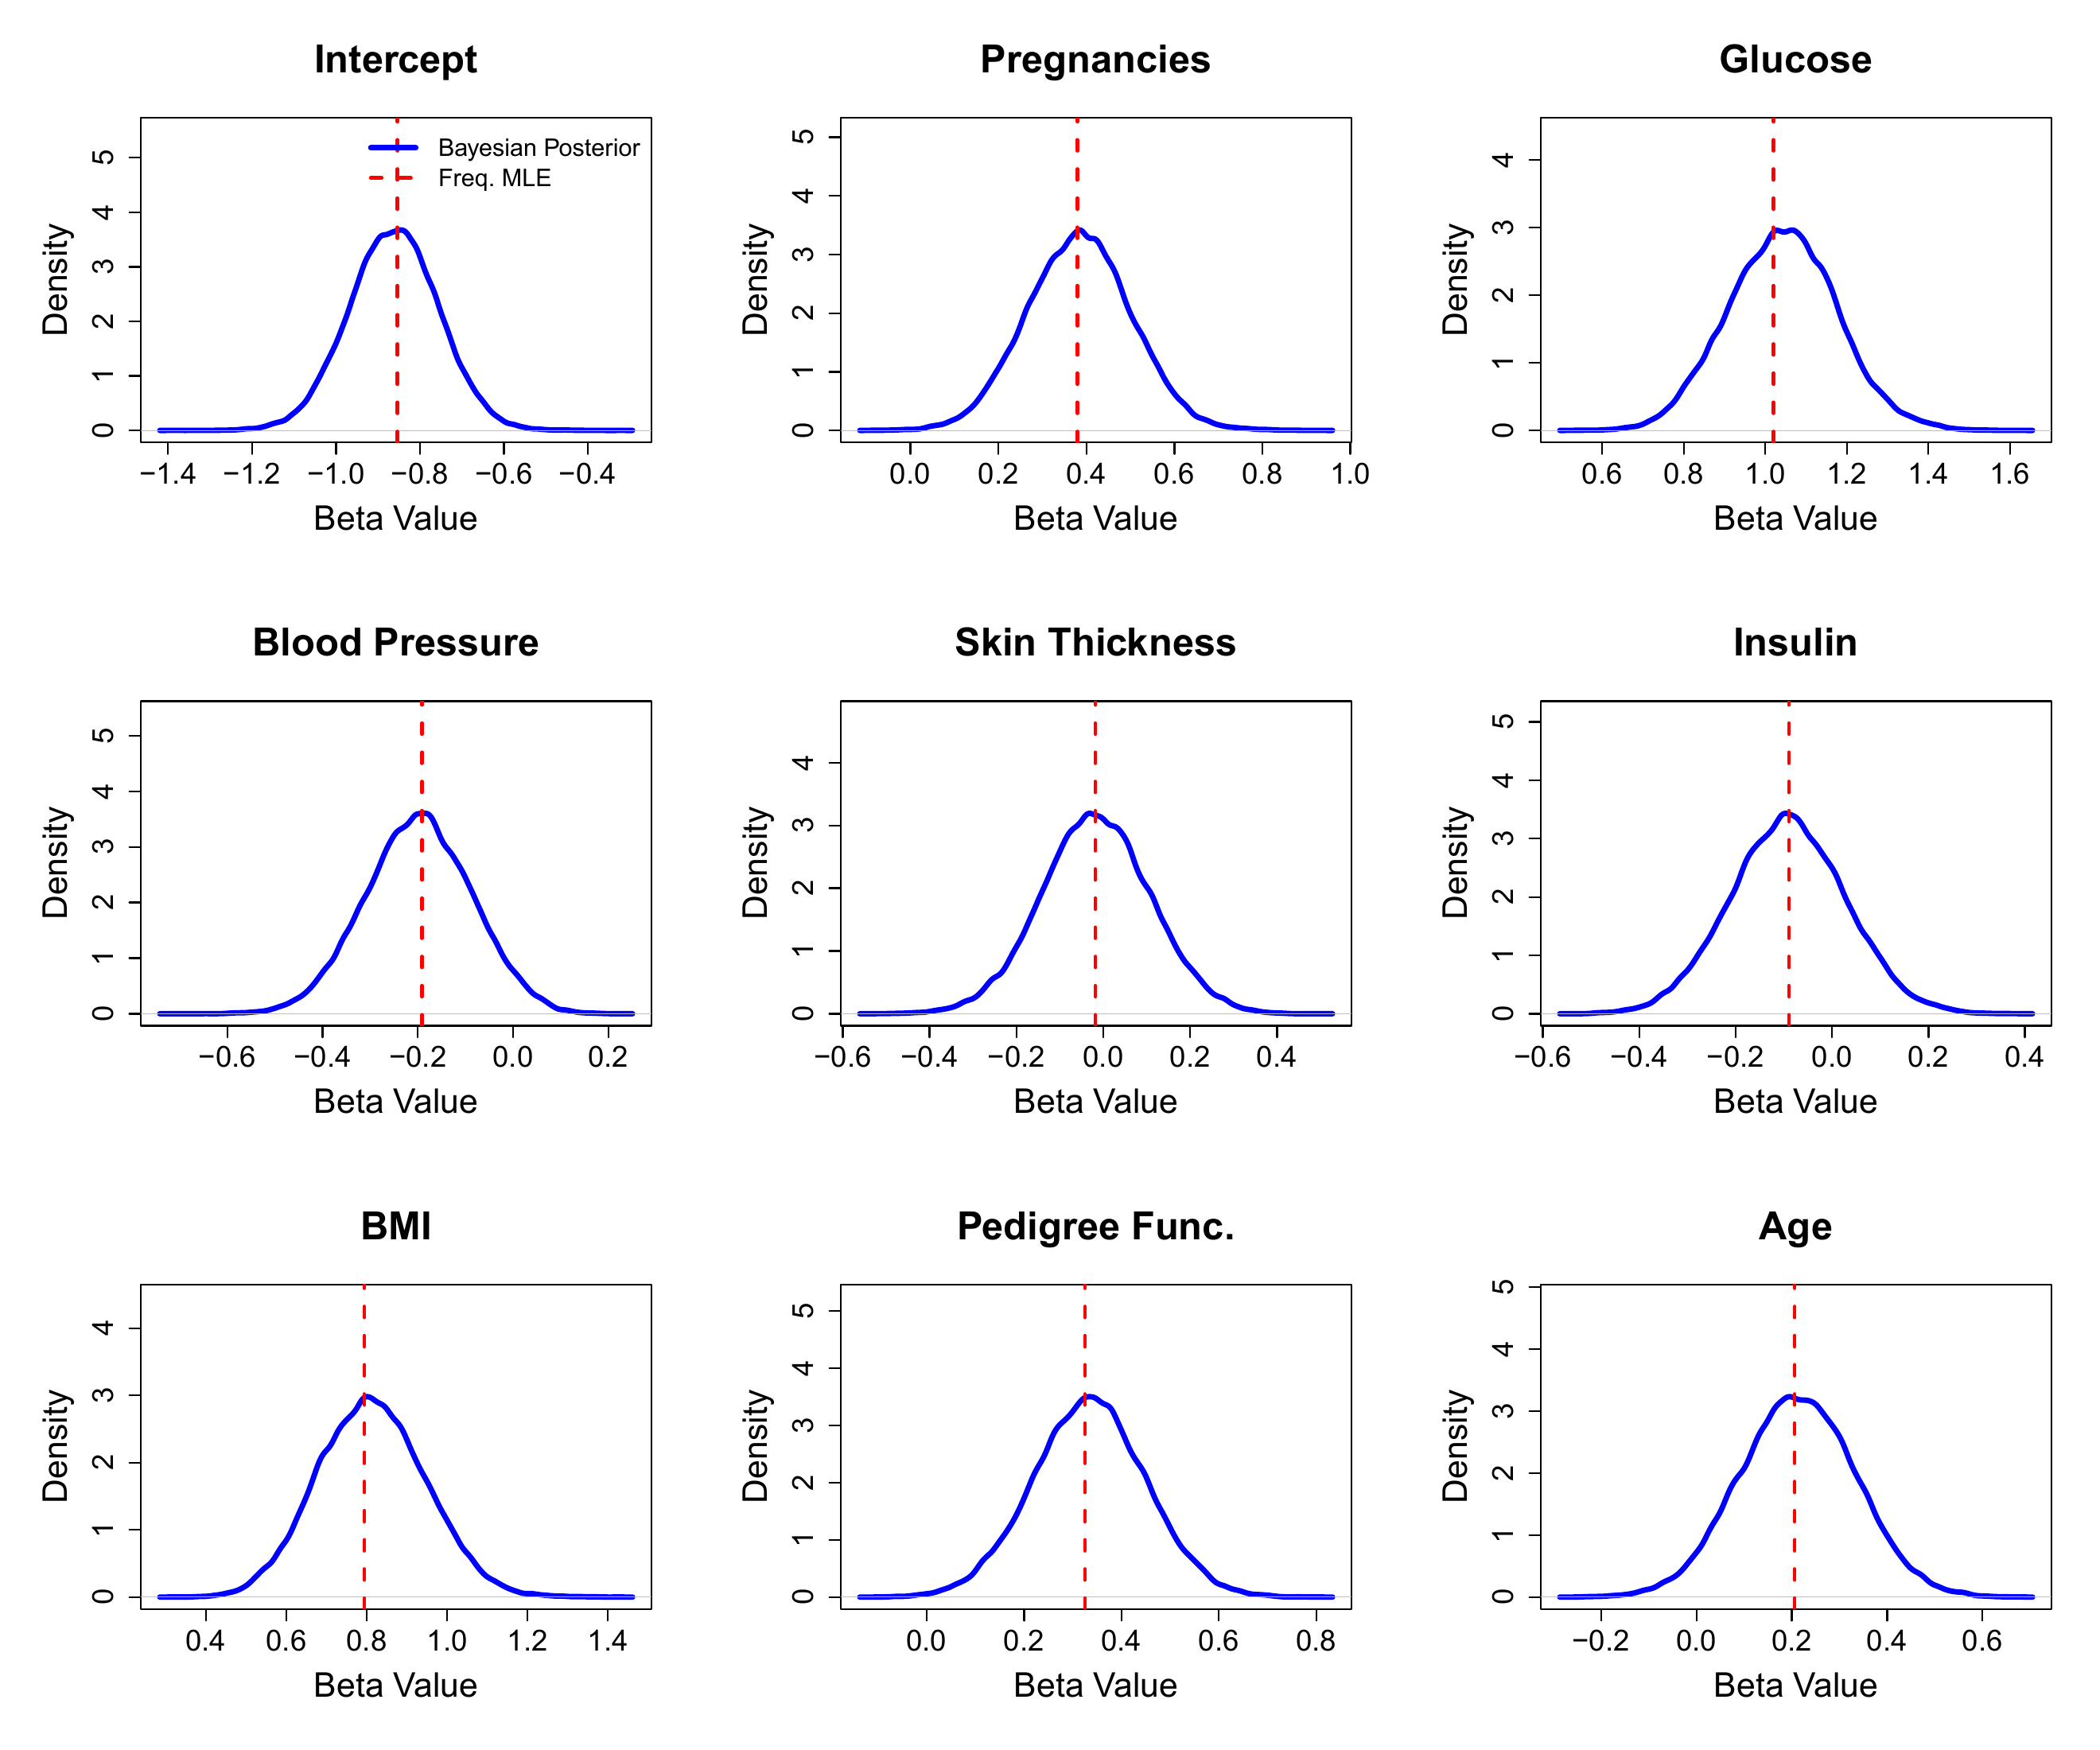 Intercept
Pregnancies
Glucose
Density
0 1 2 3 4 5
Bayesian Posterior
Freq. MLE
−1.4 −1.2 −1.0 −0.8 −0.6 −0.4
Beta Value
Density
0 1 2 3 4 5
0.0 0.2 0.4 0.6 0.8 1.0
Beta Value
Density
0 1 2 3 4
0.6 0.8 1.0 1.2 1.4 1.6
Beta Value
Blood Pressure
Skin Thickness
Insulin
Density
0 1 2 3 4 5
−0.6 −0.4 −0.2 0.0 0.2
Beta Value
Density
0 1 2 3 4
−0.6 −0.4 −0.2 0.0 0.2 0.4
Beta Value
Density
0 1 2 3 4 5
−0.6 −0.4 −0.2 0.0 0.2 0.4
Beta Value
BMI
Pedigree Func.
Age
Density
0 1 2 3 4
0.4 0.6 0.8 1.0 1.2 1.4
Beta Value
Density
0 1 2 3 4 5
0.0 0.2 0.4 0.6 0.8
Beta Value
Density
0 1 2 3 4 5
−0.2 0.0 0.2 0.4 0.6
Beta Value